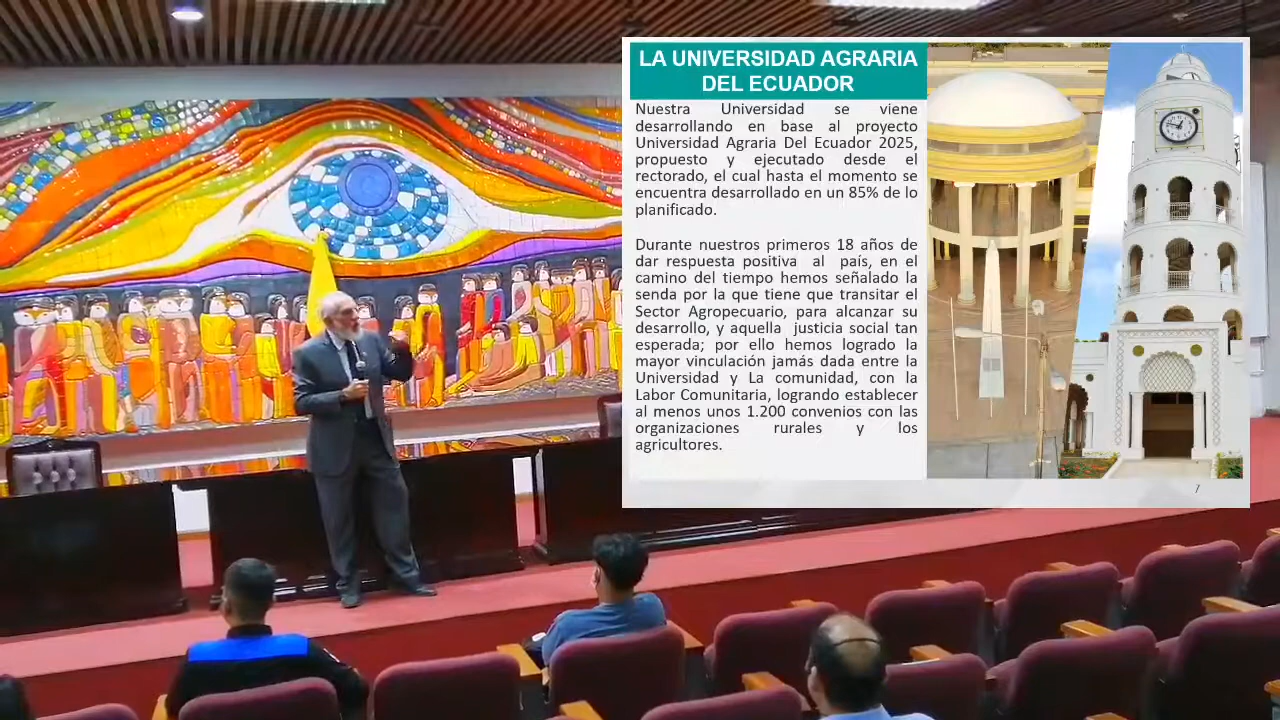 LA UNIVERSIDAD AGRARIA
DEL ECUADOR
Nuestra Universidad se viene
desarrollando en base al proyecto
Universidad Agraria Del Ecuador 2025,
propuesto y ejecutado desde el
rectorado, el cual hasta el momento se
encuentra desarrollado en un 85% de lo
planificado.
Durante nuestros primeros 18 años de
dar respuesta positiva al país, en el
camino del tiempo hemos señalado la
senda por la que tiene que transitar el
Sector Agropecuario, para alcanzar su
desarrollo, y aquella justicia social tan
esperada; por ello hemos logrado la
mayor vinculación jamás dada entre la
Universidad y La comunidad, con la
Labor Comunitaria, logrando establecer
al menos unos 1.200 convenios con las
organizaciones rurales y los
agricultores.
7